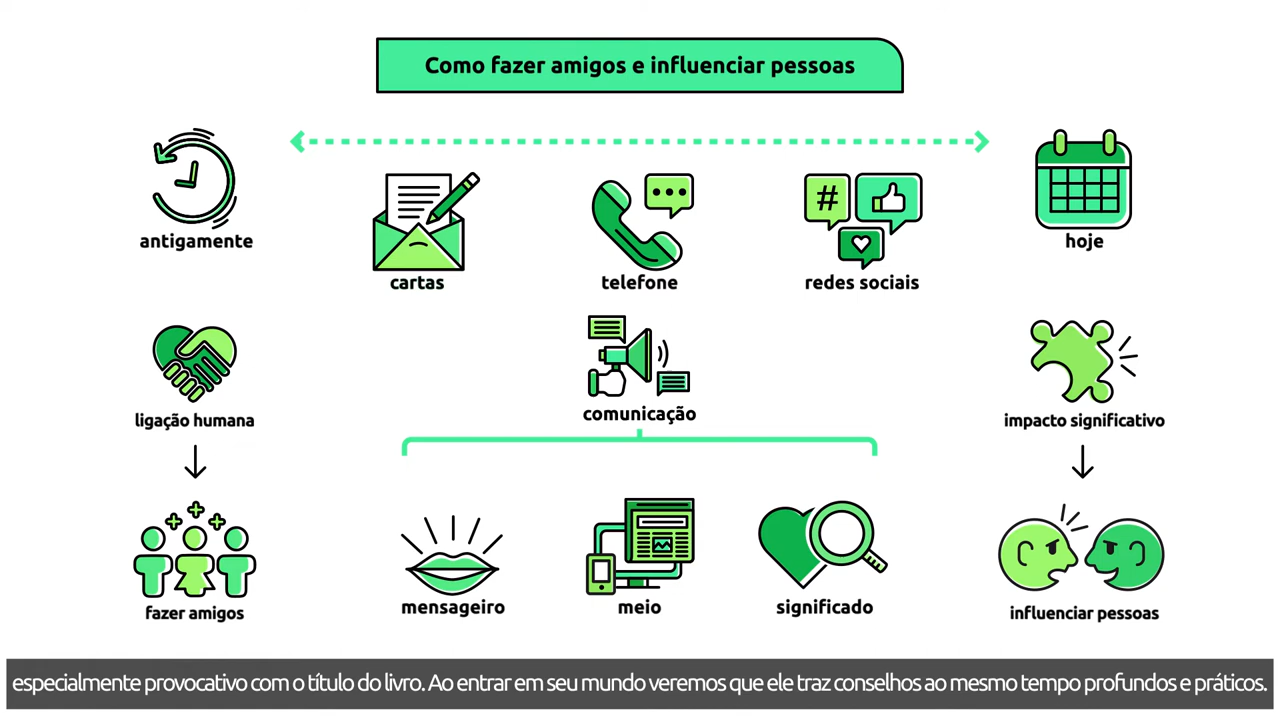 Como fazer amigos e influenciar pessoas
antigamente
cartas
telefone
#
redes sociais
hoje
ligação humana
comunicação
impacto significativo
fazer amigos
mensageiro
meio
significado
influenciar pessoas
especialmente provocativo com o título do livro. Ao entrar em seu mundo veremos que ele traz conselhos ao mesmo tempo profundos e práticos.